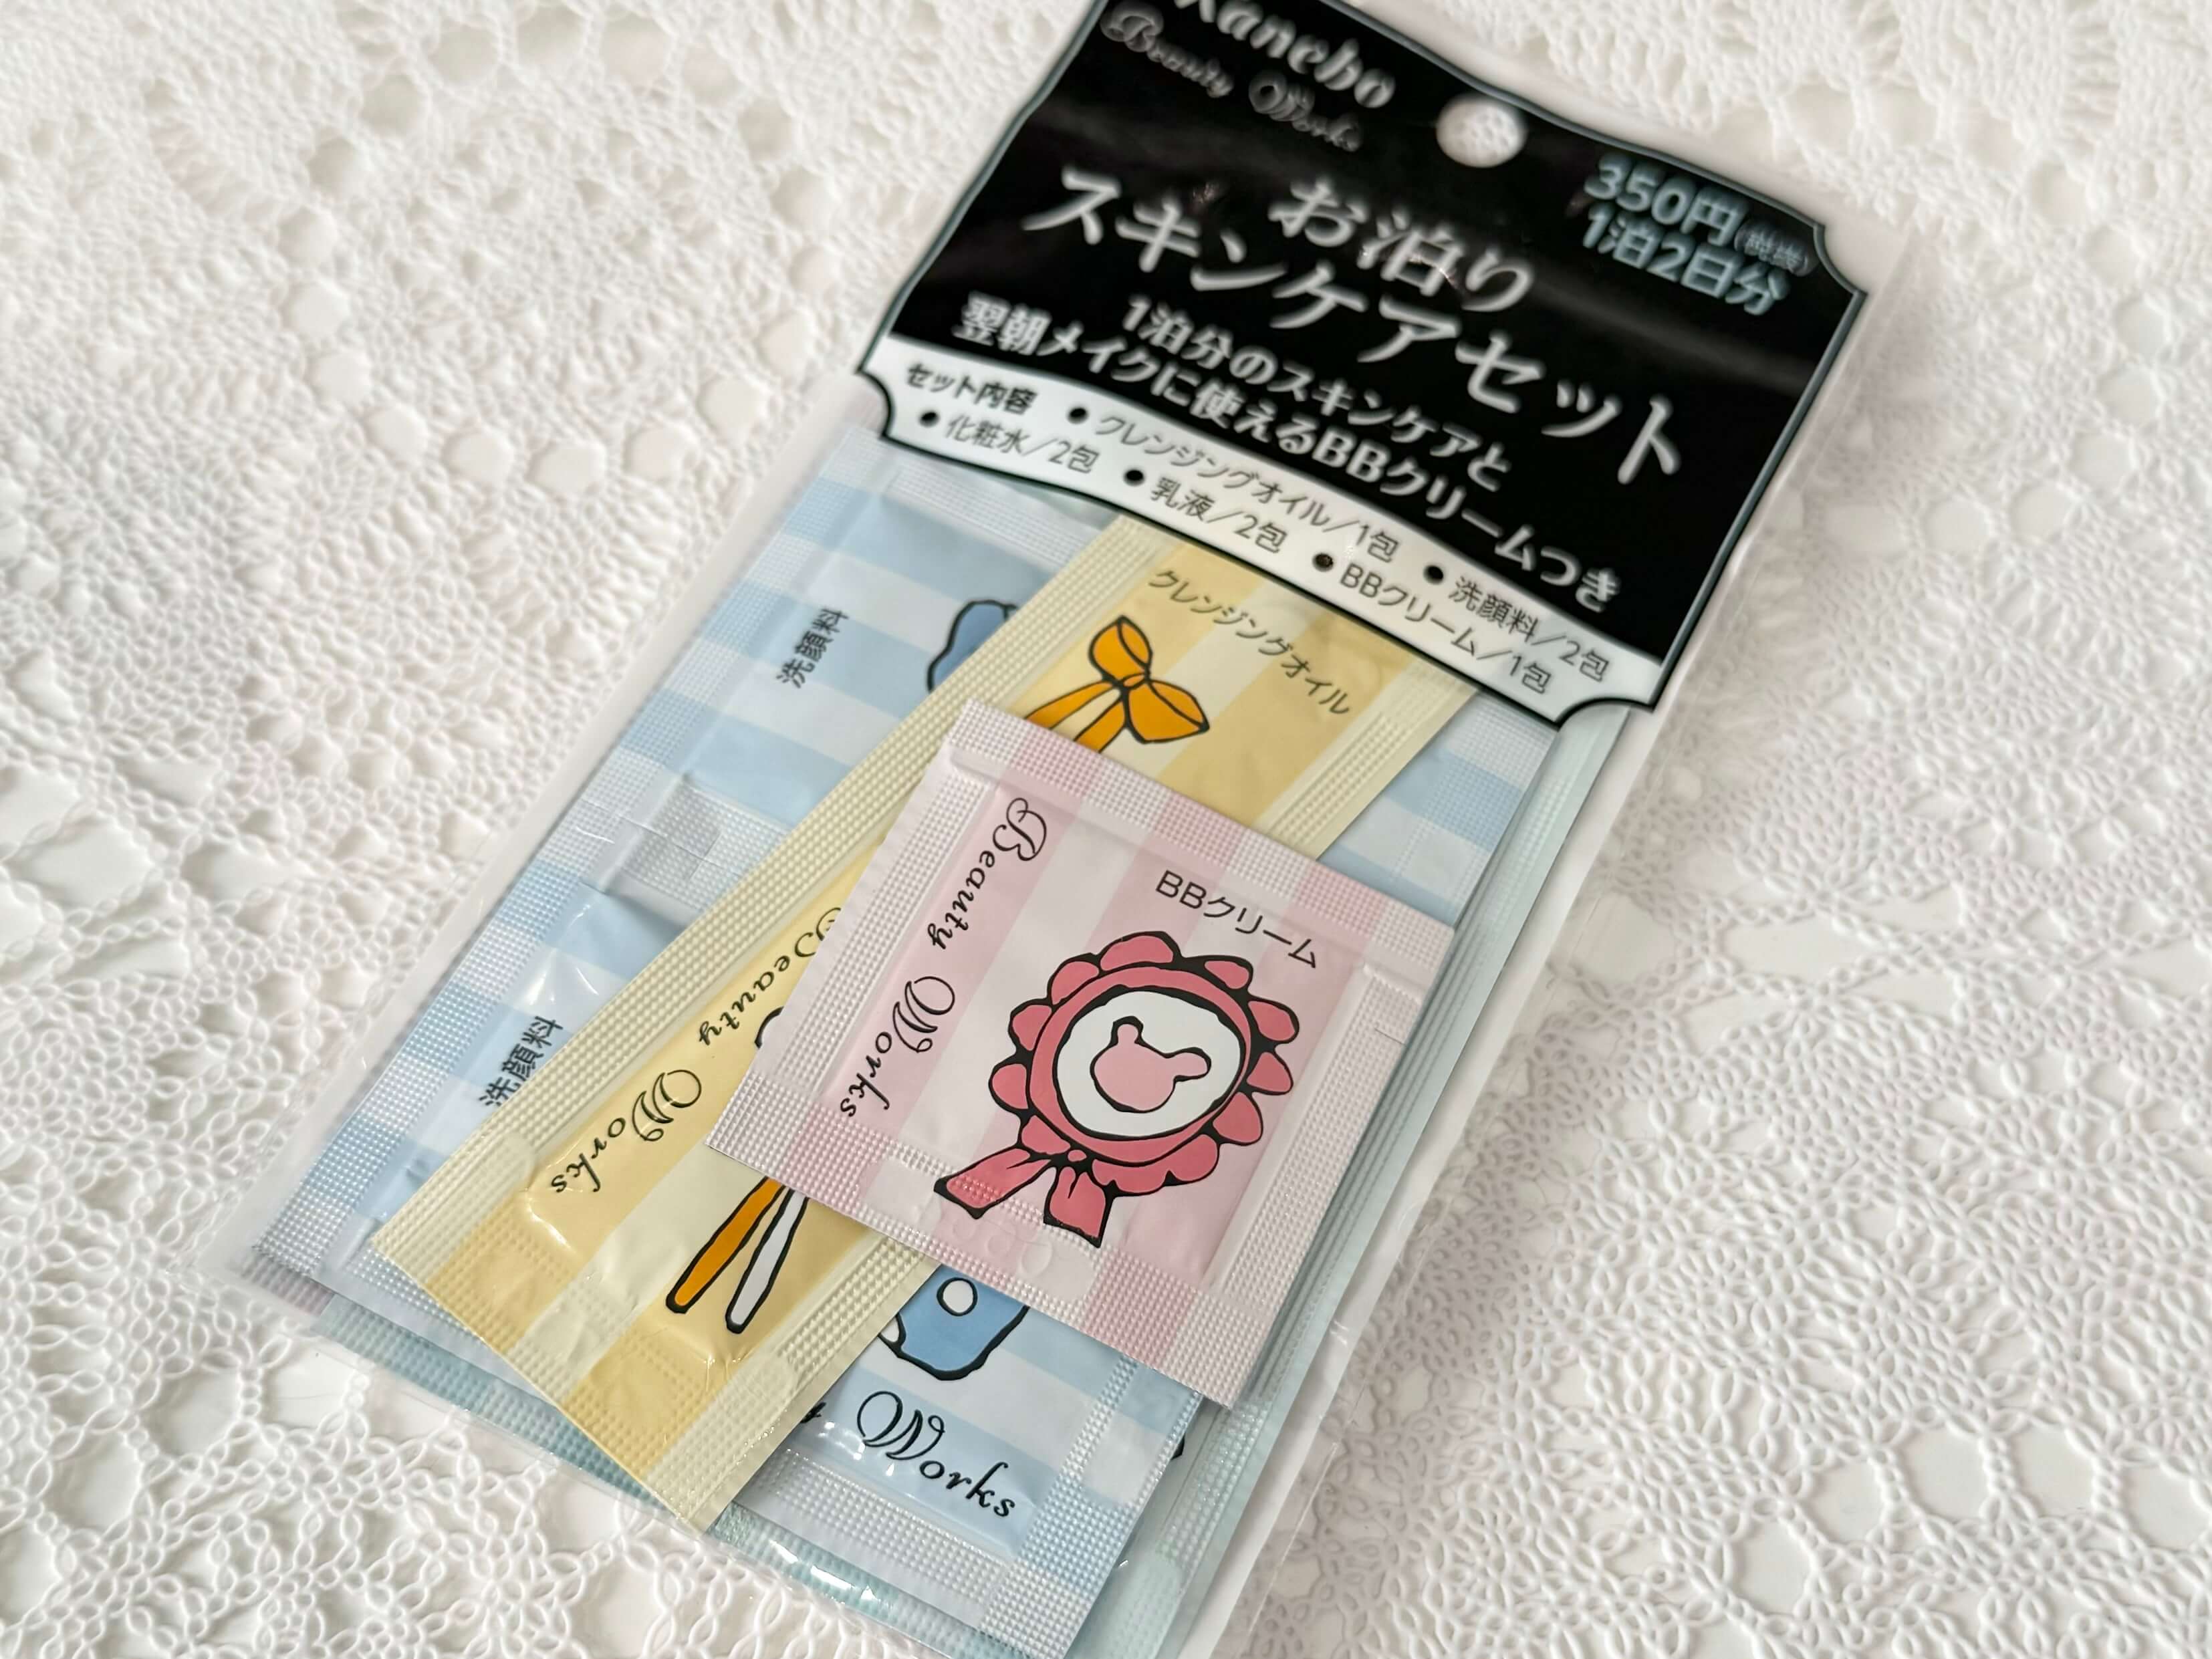 Kanebo
Beauty Works
350円(税抜)
1泊2日分
お泊り
スキンケアセット
1泊分のスキンケアと
翌朝メイクに使えるBBクリームつき
セット内容 ●クレンジングオイル/1包 ●洗顔料/2包
●化粧水/2包 ●乳液/2包 ●BBクリーム/1包
洗顔料
クレンジングオイル
Beauty Works
BBクリーム
Beauty Works
洗顔料
Works